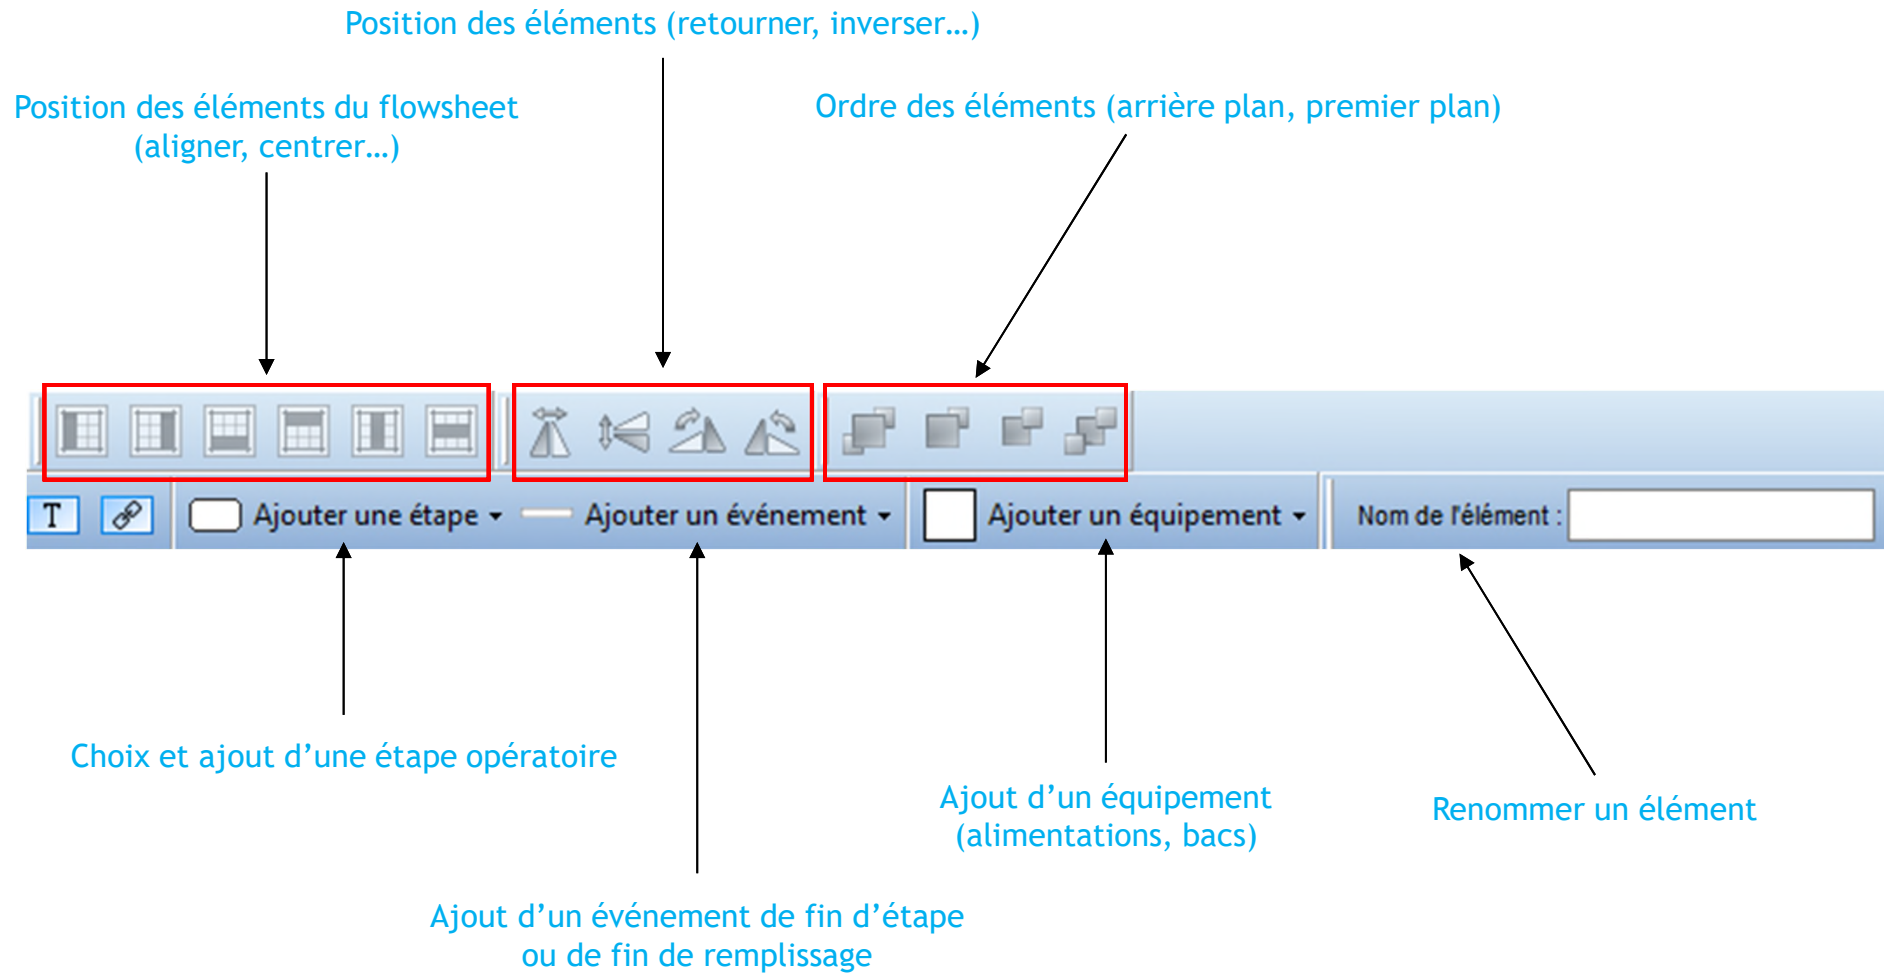 Position des éléments (retourner, inverser…)
Position des éléments du flowsheet
(aligner, centrer…)
Ordre des éléments (arrière plan, premier plan)
T
Ajouter une étape
Ajouter un événement
Ajouter un équipement
Nom de l'élément :
Choix et ajout d’une étape opératoire
Ajout d’un équipement
(alimentations, bacs)
Renommer un élément
Ajout d’un événement de fin d’étape
ou de fin de remplissage